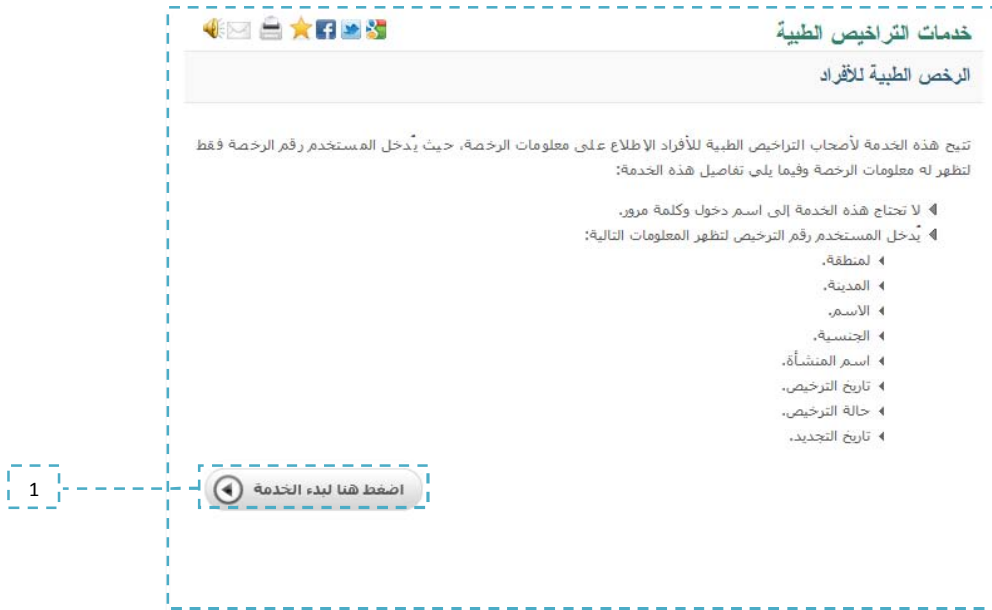 خدمات التراخيص الطبية
الرخص الطبية للأفراد
تتيح هذه الخدمة لأصحاب التراخيص الطبية للأفراد الإطلاع على معلومات الرخصة، حيث يُدخل المستخدم رقم الرخصة فقط
لتظهر له معلومات الرخصة وفيما يلي تفاصيل هذه الخدمة:
لا تحتاج هذه الخدمة إلى اسم دخول وكلمة مرور.
يُدخل المستخدم رقم الترخيص لتظهر المعلومات التالية:
لمنطقة.
المدينة.
الاسم.
الجنسية.
اسم المنشأة.
تاريخ الترخيص.
حالة الترخيص.
تاريخ التجديد.
اضغط هنا لبدء الخدمة
1